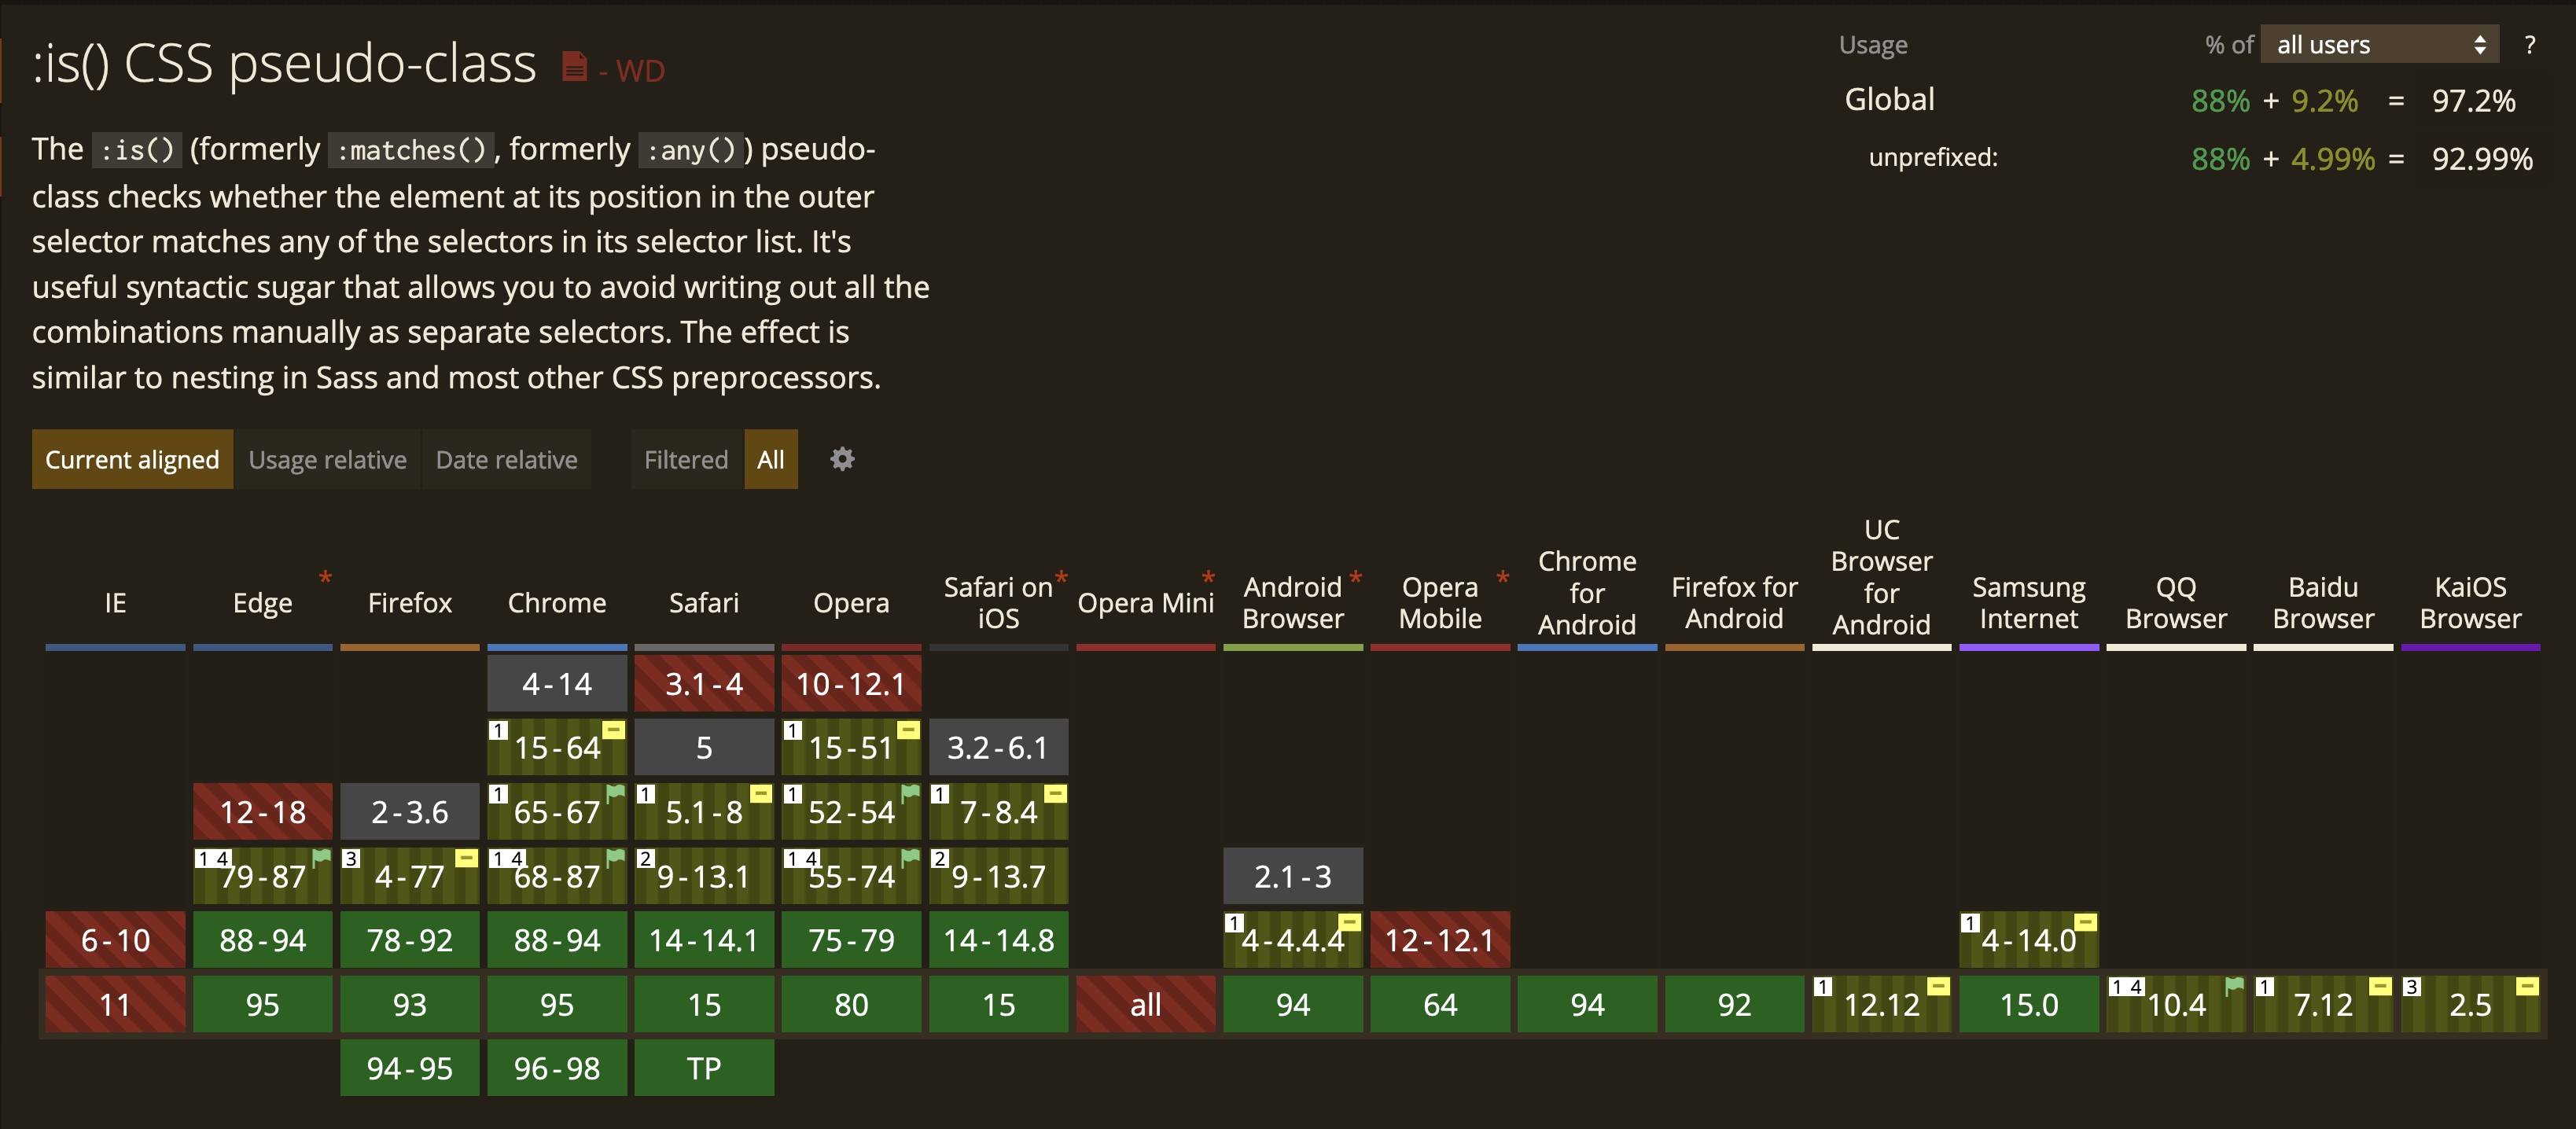 :is() CSS pseudo-class - WD
Usage % of all users ?
Global 88% + 9.2% = 97.2%
unprefixed: 88% + 4.99% = 92.99%
The :is() (formerly :matches(), formerly :any()) pseudo-
class checks whether the element at its position in the outer
selector matches any of the selectors in its selector list. It's
useful syntactic sugar that allows you to avoid writing out all the
combinations manually as separate selectors. The effect is
similar to nesting in Sass and most other CSS preprocessors.
Current aligned Usage relative Date relative Filtered All
IE
Edge *
Firefox
Chrome
Safari
Opera
Safari on *
iOS
Opera Mini *
Android *
Browser
Opera *
Mobile
Chrome
for
Android
Firefox for
Android
UC
Browser
for
Android
Samsung
Internet
QQ
Browser
Baidu
Browser
KaiOS
Browser
4-14 3.1-4 10-12.1
1 15-64 5 1 15-51 3.2-6.1
12-18 2-3.6 1 65-67 1 5.1-8 1 52-54 1 7-8.4
1 4 79-87 3 4-77 1 4 68-87 2 9-13.1 1 4 55-74 2 9-13.7 2.1-3
6-10 88-94 78-92 88-94 14-14.1 75-79 14-14.8 1 4-4.4.4 12-12.1 1 4-14.0
11 95 93 95 15 80 15 all 94 64 94 92 1 12.12 15.0 1 4 10.4 1 7.12 3 2.5
94-95 96-98 TP